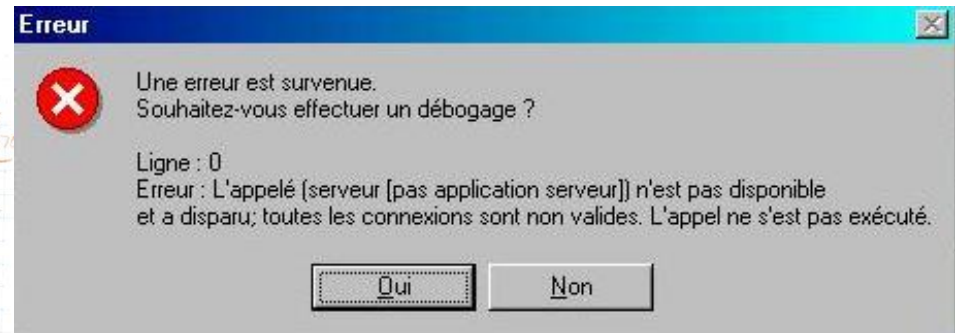 Erreur
Une erreur est survenue.
Souhaitez-vous effectuer un débogage ?
Ligne : 0
Erreur : L'appelé (serveur [pas application serveur]) n'est pas disponible
et a disparu; toutes les connexions sont non valides. L'appel ne s'est pas exécuté.
Oui
Non